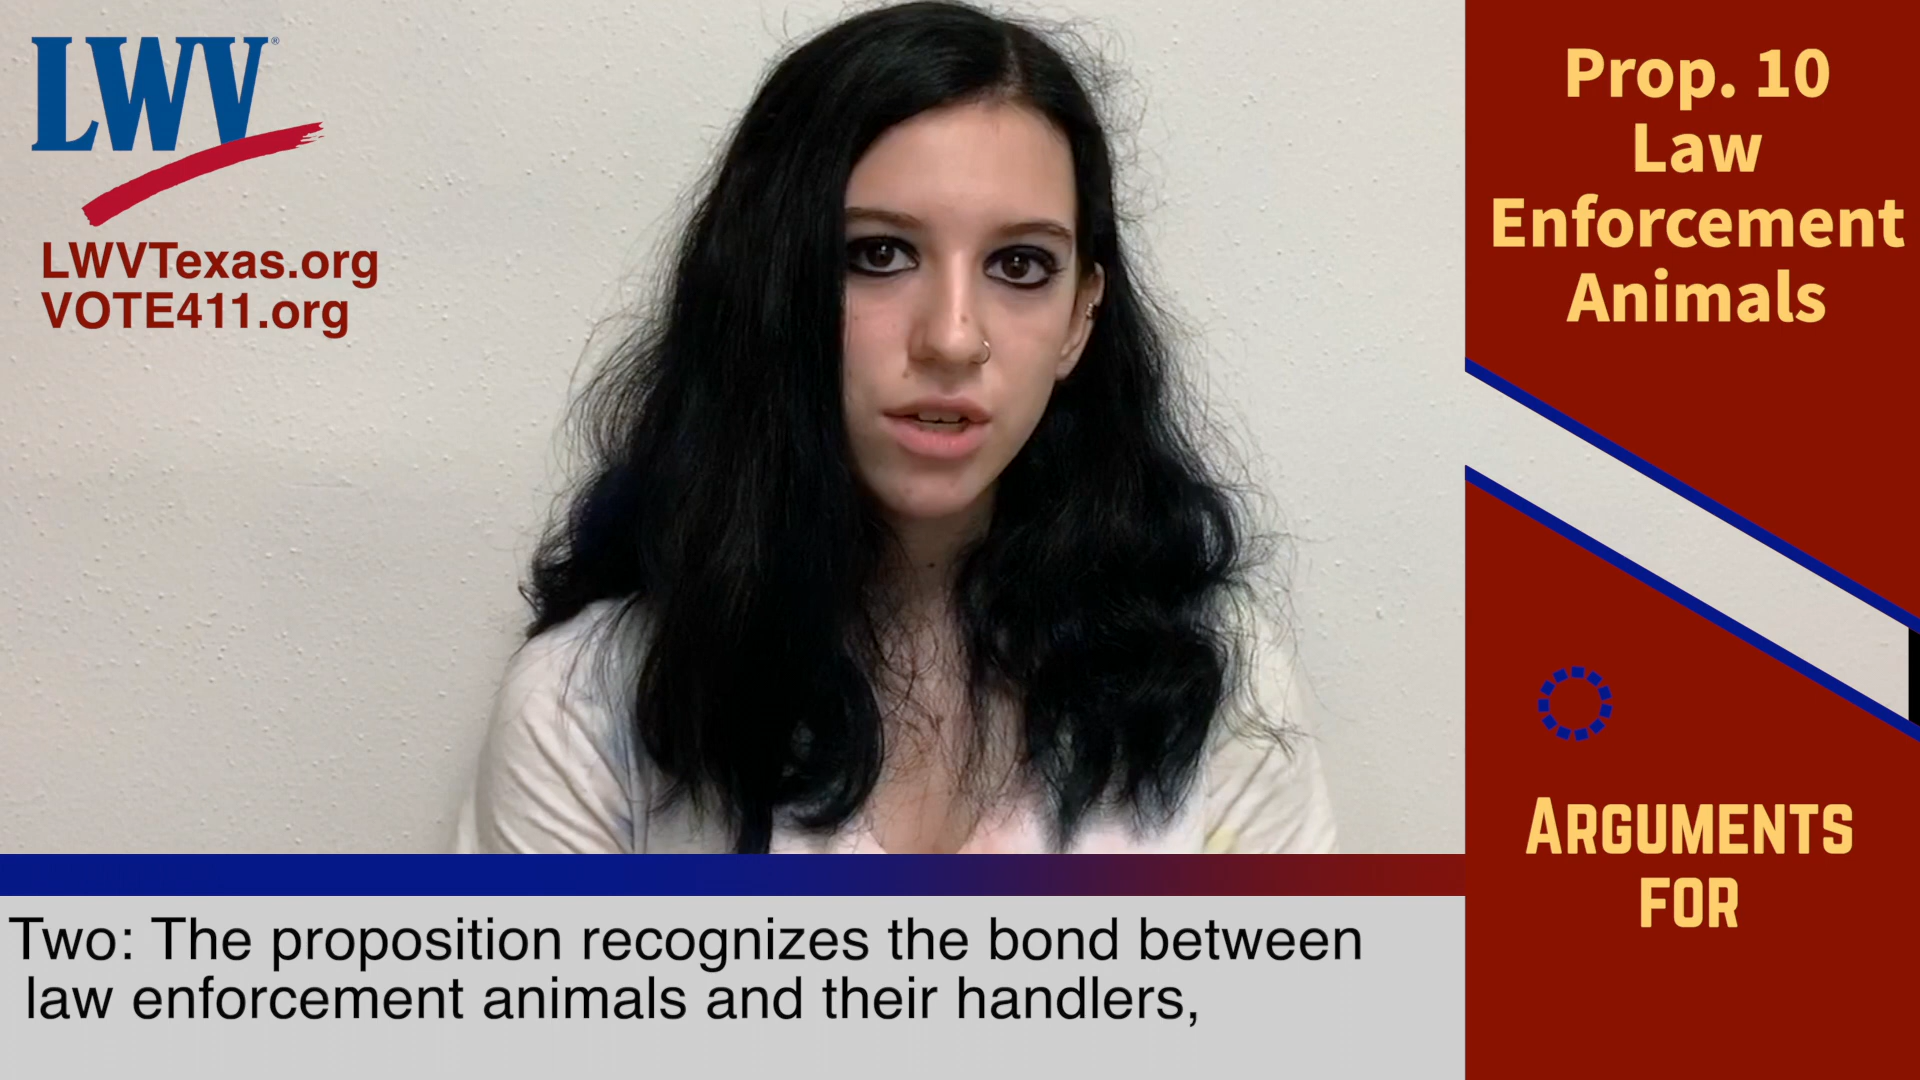 LWV®
LWVTexas.org
VOTE411.org
Prop. 10
Law
Enforcement
Animals
Arguments
for
Two: The proposition recognizes the bond between
law enforcement animals and their handlers,